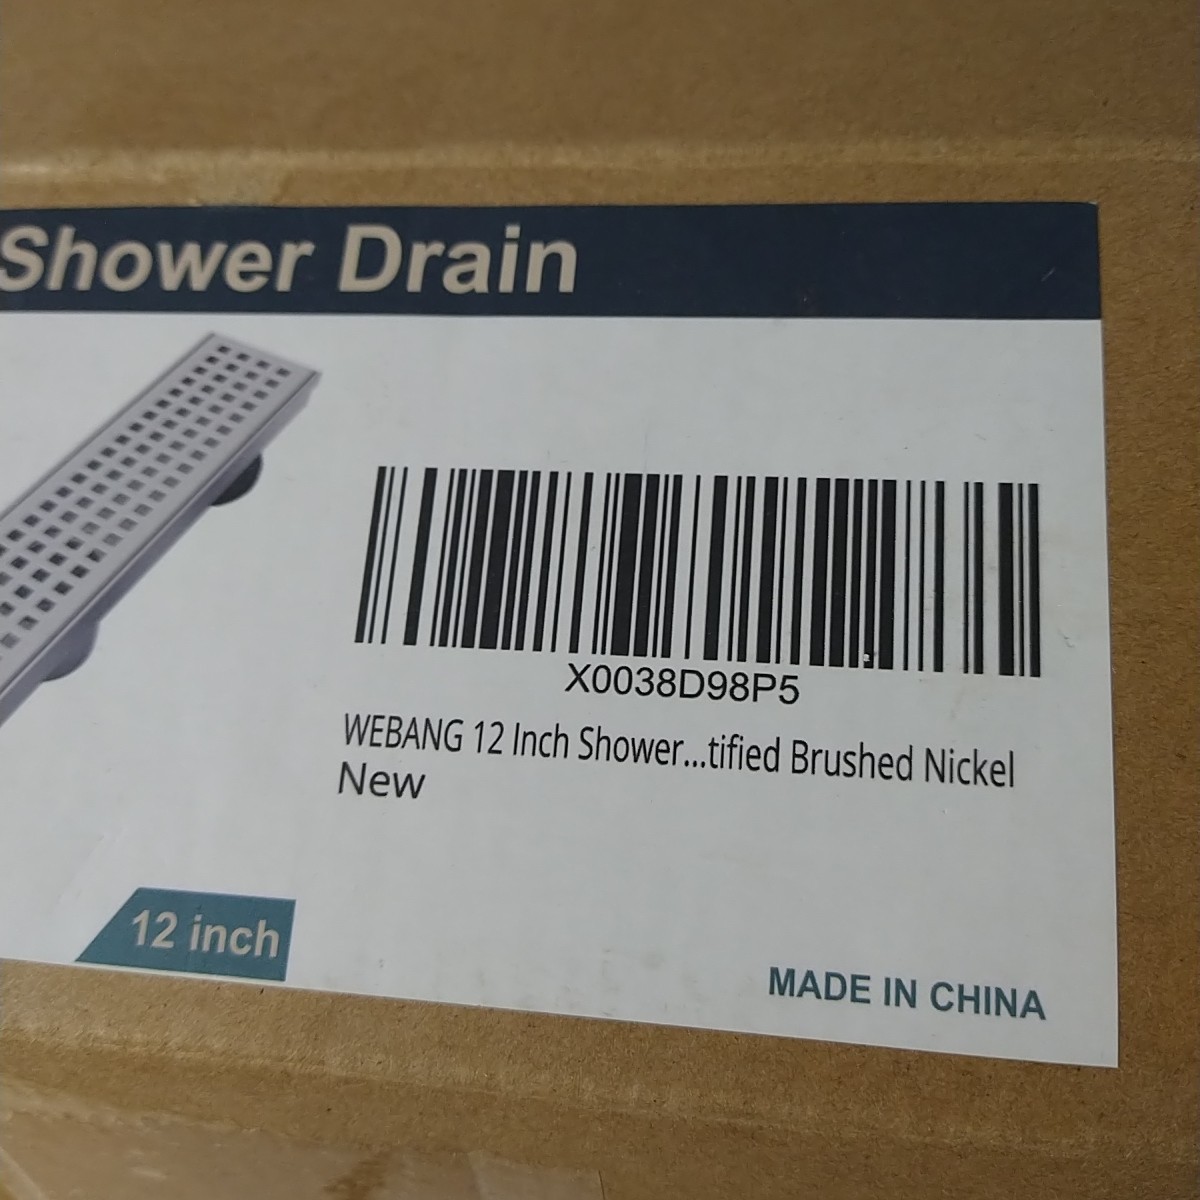 Shower Drain
X0038D98P5
WEBANG 12 Inch Shower...tified Brushed Nickel
New
12 inch
MADE IN CHINA